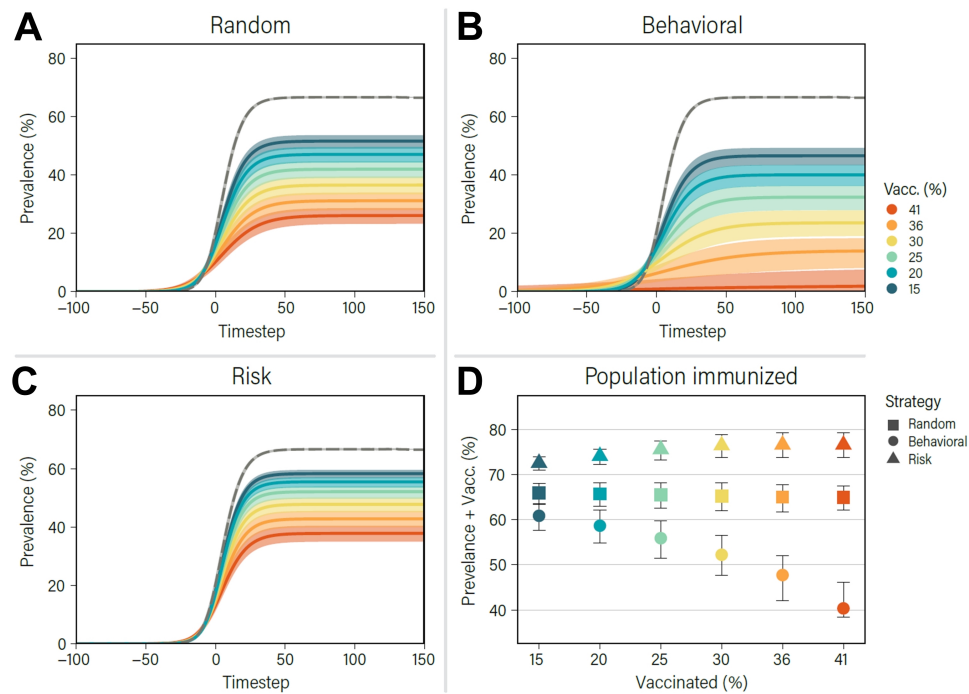 A
Random
80
60
40
20
0
Prevalence (%)
−100
−50
0
50
100
150
Timestep
B
Behavioral
80
60
40
20
0
Prevalence (%)
−100
−50
0
50
100
150
Timestep
Vacc. (%)
41
36
30
25
20
15
C
Risk
80
60
40
20
0
Prevalence (%)
−100
−50
0
50
100
150
Timestep
D
Population immunized
80
70
60
50
40
Prevelance + Vacc. (%)
15
20
25
30
36
41
Vaccinated (%)
Strategy
Random
Behavioral
Risk